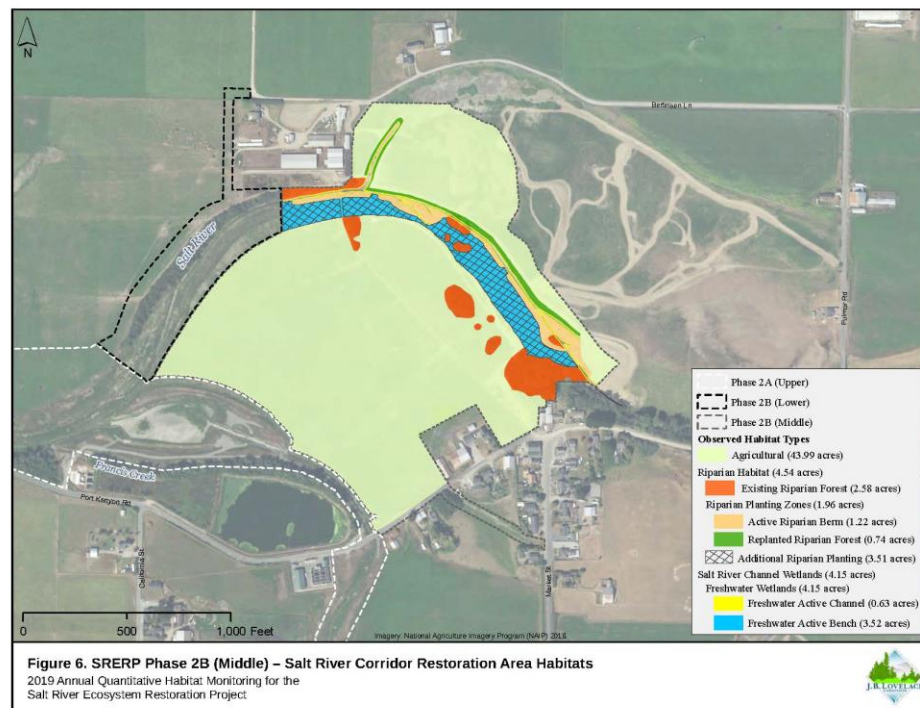 N
Bertelsen Ln
Salt River
Fulmor Rd
Francis Creek
Port Kenyon Rd
California St
Market St
Phase 2A (Upper)
Phase 2B (Lower)
Phase 2B (Middle)
Observed Habitat Types
Agricultural (43.99 acres)
Riparian Habitat (4.54 acres)
Existing Riparian Forest (2.58 acres)
Riparian Planting Zones (1.96 acres)
Active Riparian Berm (1.22 acres)
Replanted Riparian Forest (0.74 acres)
Additional Riparian Planting (3.51 acres)
Salt River Channel Wetlands (4.15 acres)
Freshwater Wetlands (4.15 acres)
Freshwater Active Channel (0.63 acres)
Freshwater Active Bench (3.52 acres)
0 500 1,000 Feet
Imagery: National Agriculture Imagery Program (NAIP) 2016
Figure 6. SRERP Phase 2B (Middle) – Salt River Corridor Restoration Area Habitats
2019 Annual Quantitative Habitat Monitoring for the
Salt River Ecosystem Restoration Project
J.B. LOVELACE